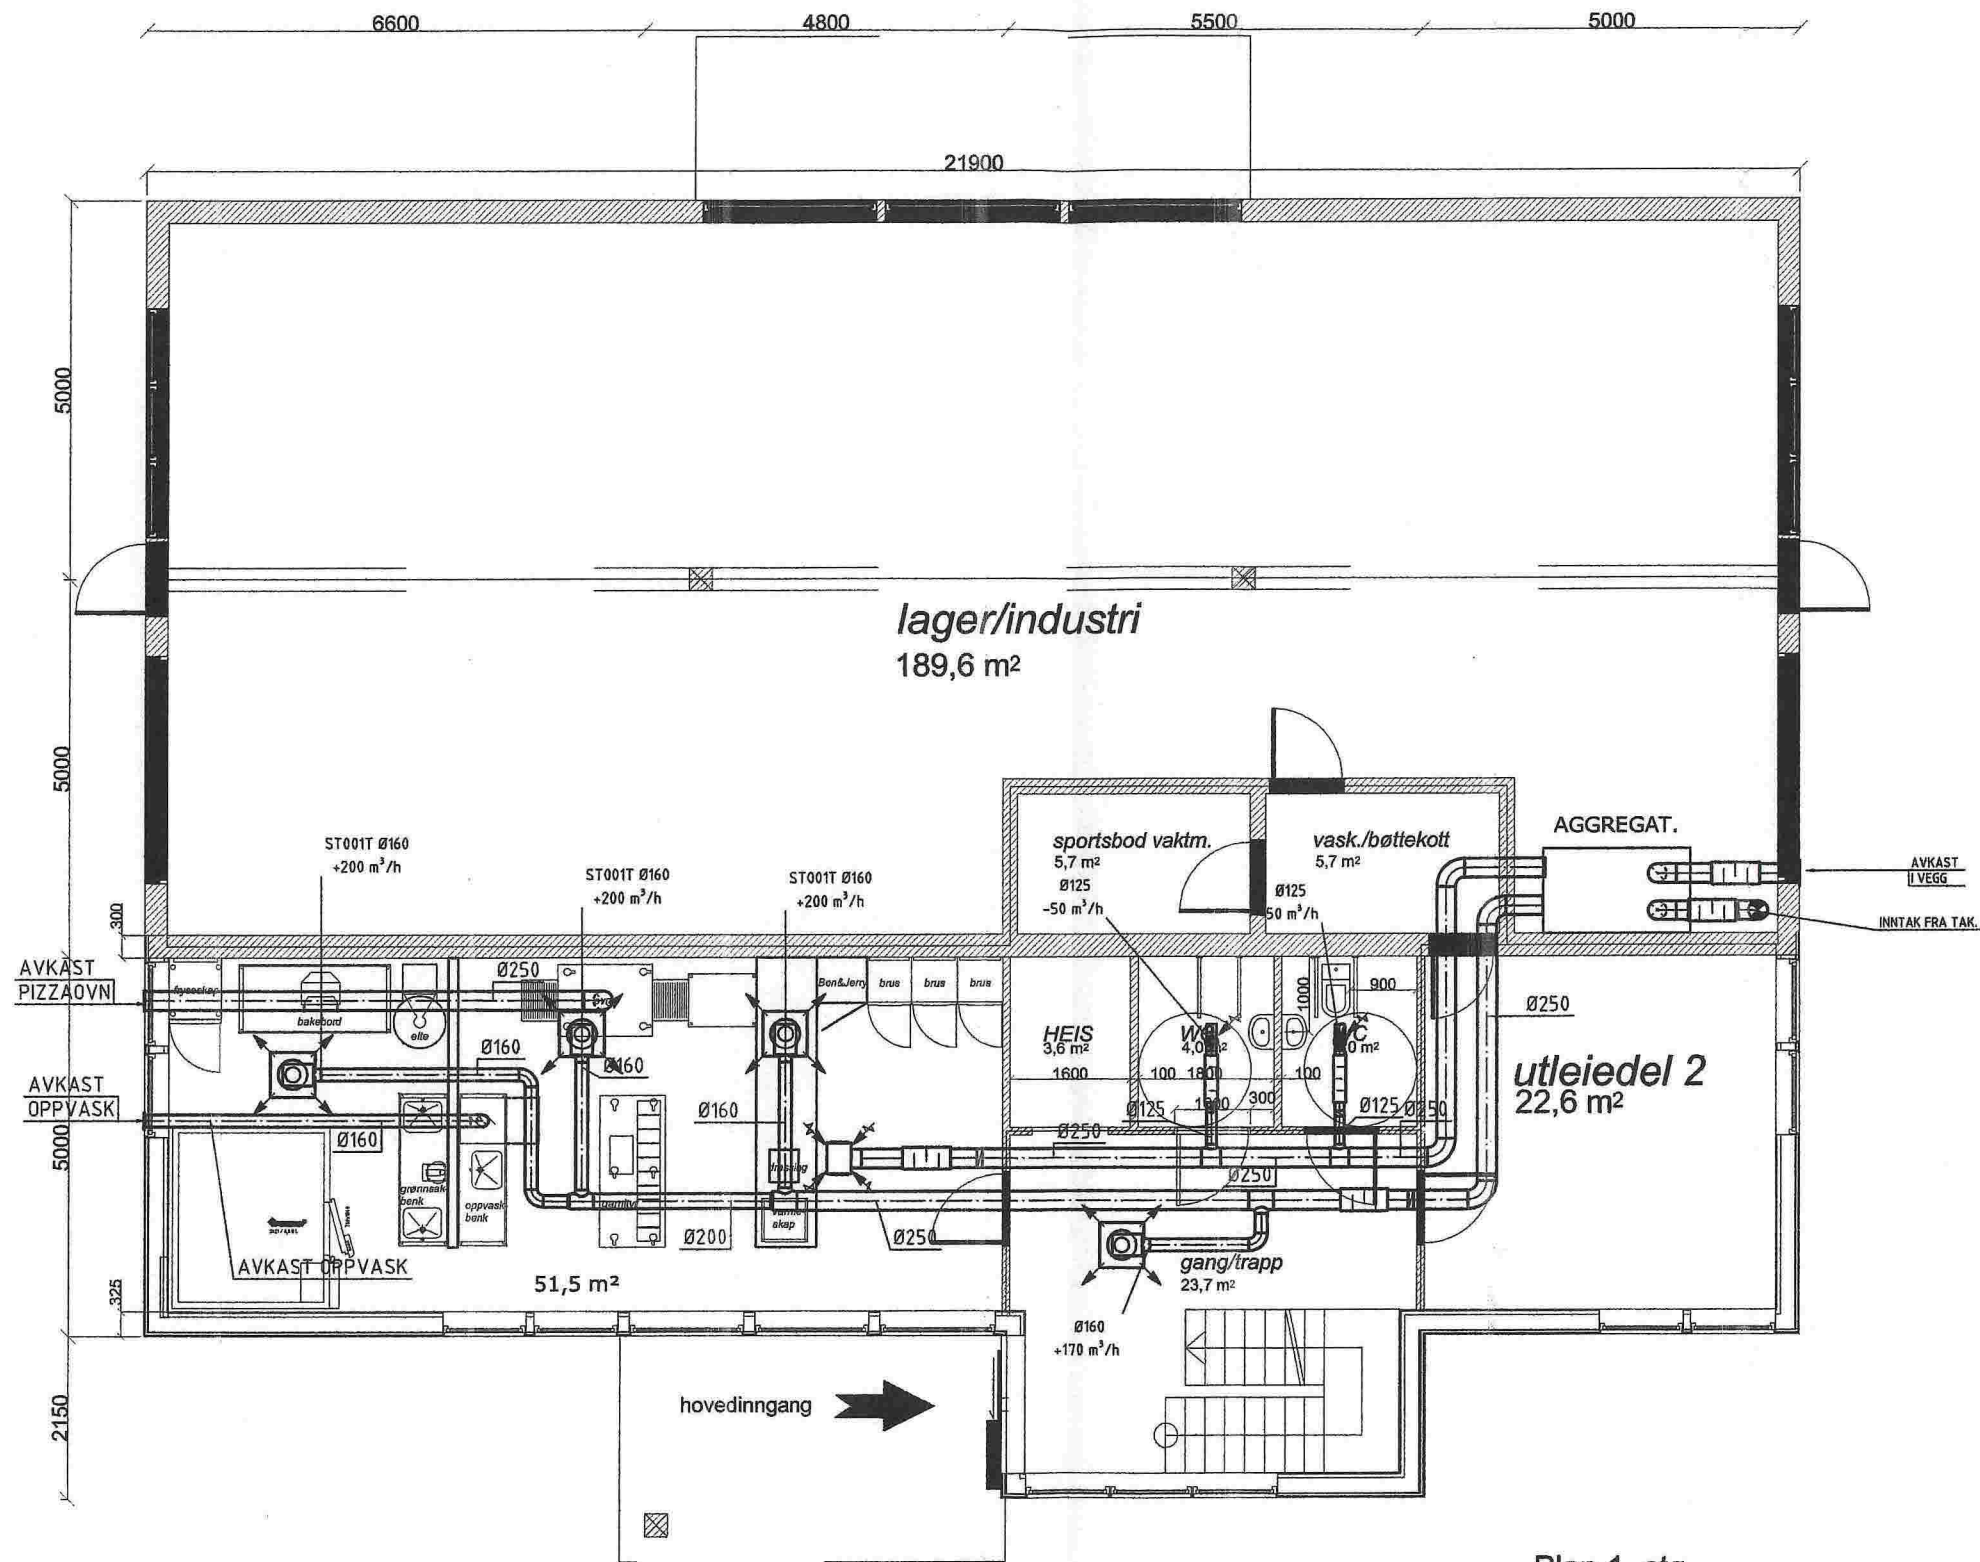 6600
4800
5500
5000
21900
5000
lager/industri
189,6 m²
5000
sportsbod vaktm.
5,7 m²
vask./bøttekott
5,7 m²
AGGREGAT.
ST001T Ø160
+200 m³/h
ST001T Ø160
+200 m³/h
ST001T Ø160
+200 m³/h
Ø125
-50 m³/h
Ø125
50 m³/h
AVKAST
I VEGG
INNTAK FRA TAK.
300
AVKAST
PIZZAOVN
Ø250
bakebord
elte
Ben&Jerry
brus
brus
brus
1000
900
Ø250
HEIS
3,6 m²
1600
100
1800
100
300
Ø160
Ø160
AVKAST
OPPVASK
Ø160
Ø160
Ø125
Ø125
Ø250
Ø250
Ø250
utleiedel 2
22,6 m²
5000
grønnsak-
benk
oppvask
benk
skap
Ø200
Ø250
AVKAST OPPVASK
51,5 m²
gang/trapp
23,7 m²
325
Ø160
+170 m³/h
2150
hovedinngang